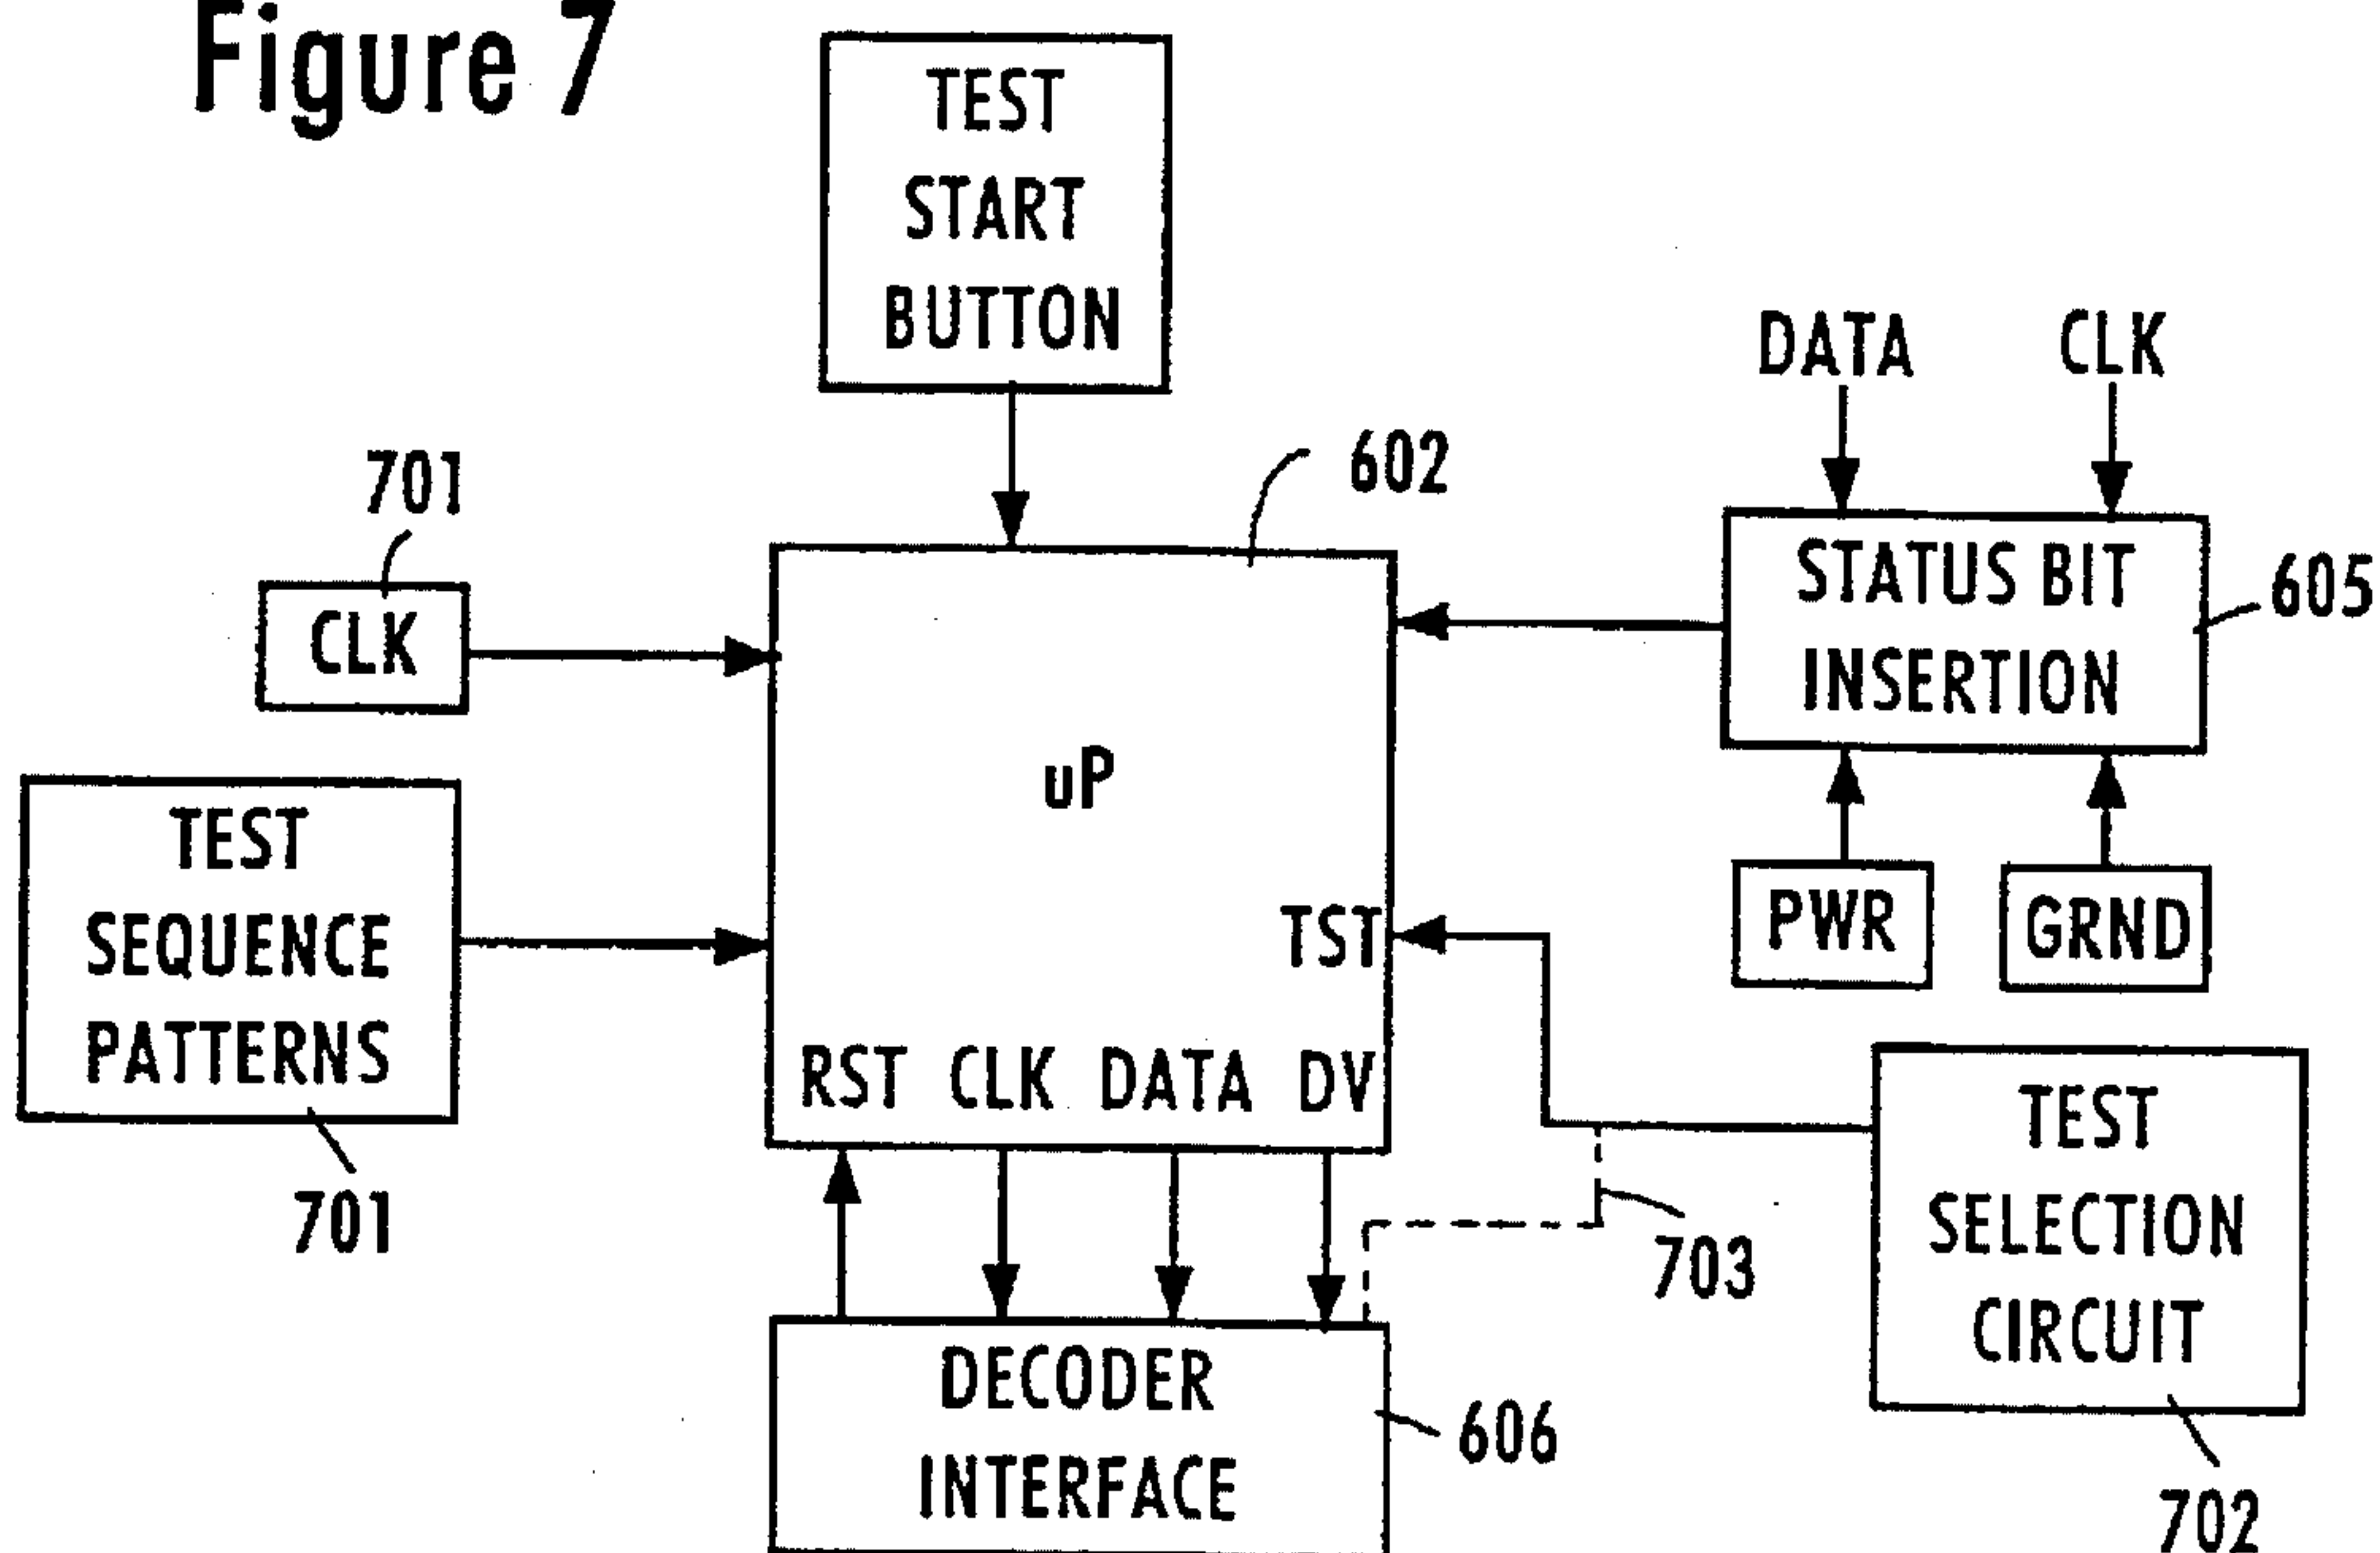 Figure 7
TEST
START
BUTTON
DATA CLK
701
602
CLK
STATUS BIT
INSERTION
605
uP
TEST
SEQUENCE
PATTERNS
701
PWR
GRND
TST
RST CLK DATA DV
TEST
SELECTION
CIRCUIT
702
703
DECODER
INTERFACE
606